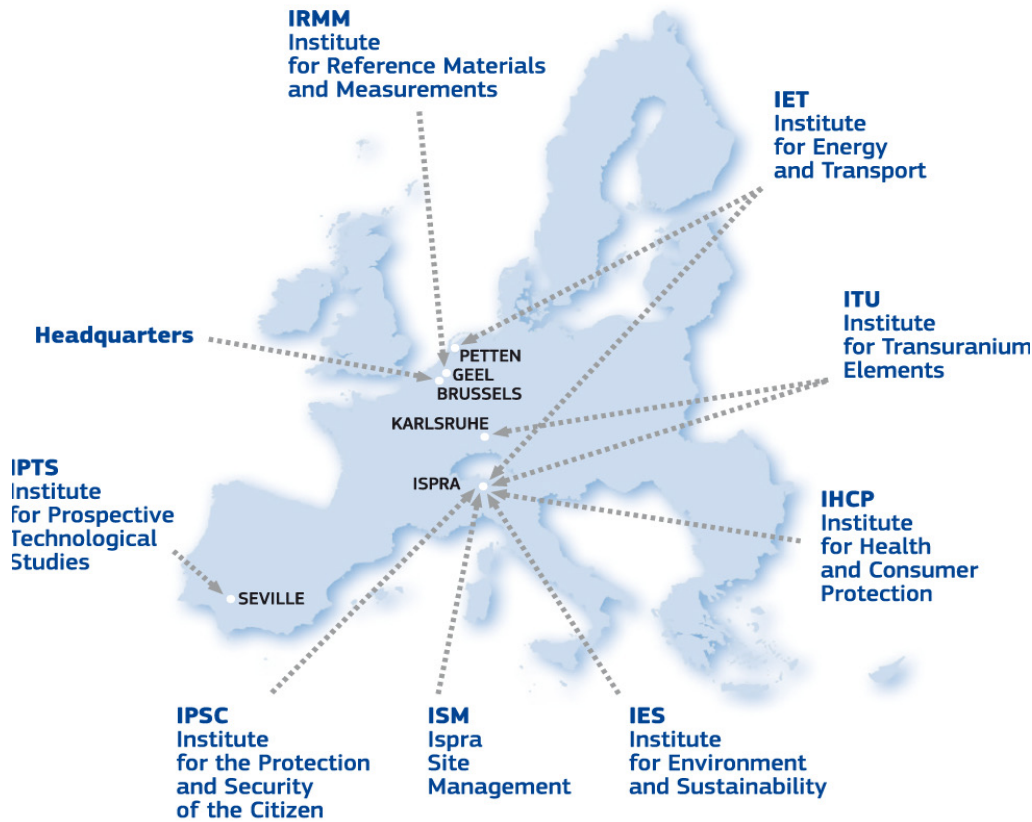 IRMM
Institute
for Reference Materials
and Measurements
IET
Institute
for Energy
and Transport
ITU
Institute
for Transuranium
Elements
Headquarters
PETTEN
GEEL
BRUSSELS
KARLSRUHE
ISPRA
IPTS
Institute
for Prospective
Technological
Studies
SEVILLE
IHCP
Institute
for Health
and Consumer
Protection
IPSC
Institute
for the Protection
and Security
of the Citizen
ISM
Ispra
Site
Management
IES
Institute
for Environment
and Sustainability